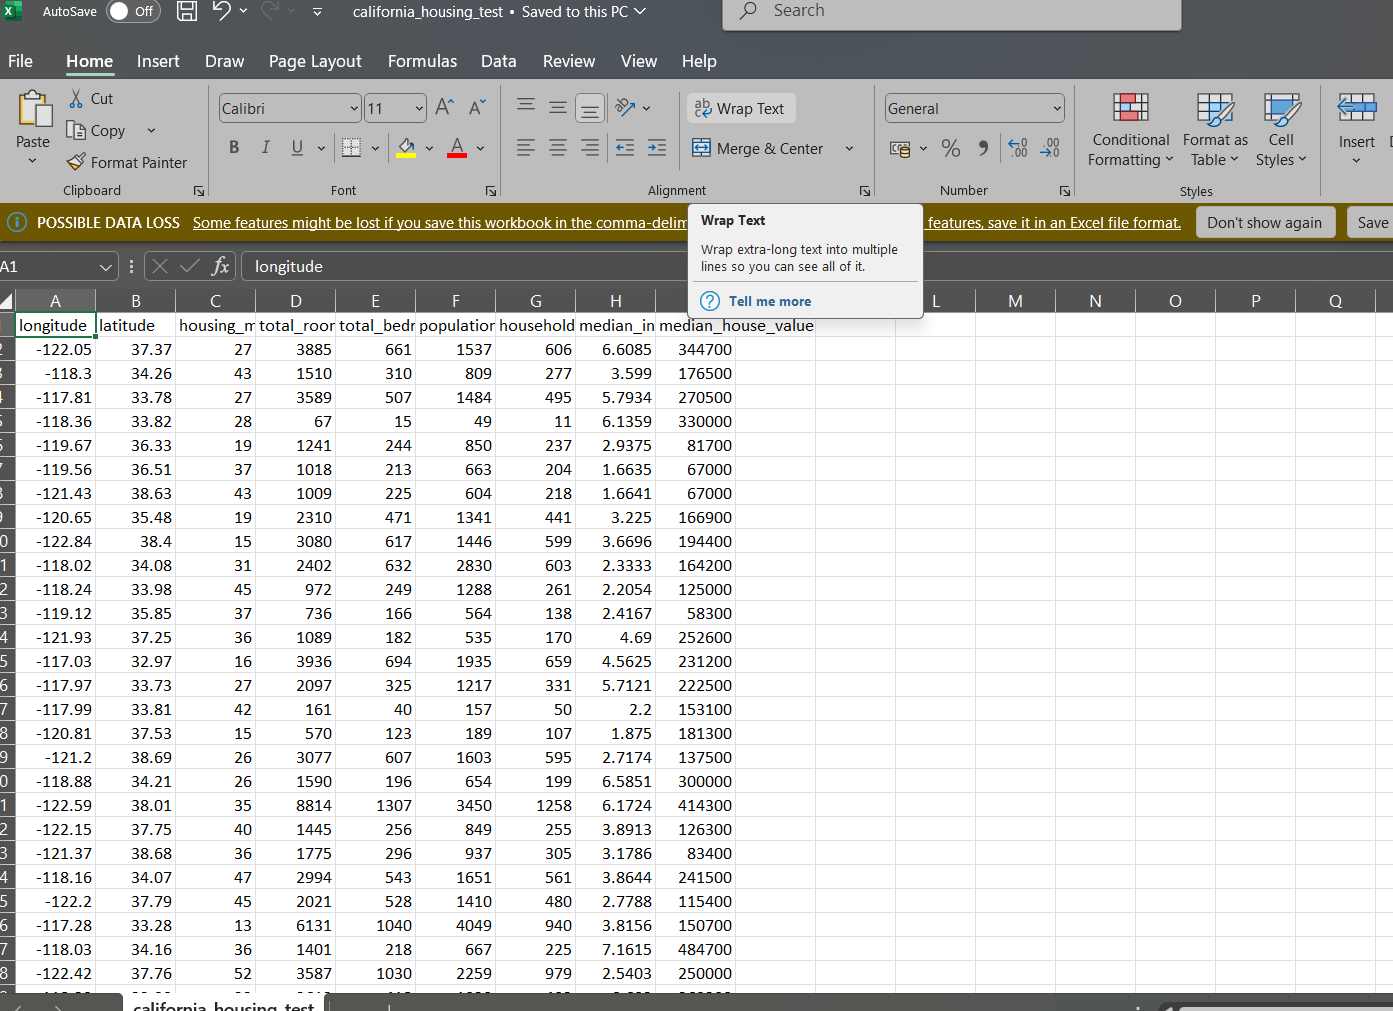 AutoSave Off california_housing_test • Saved to this PC Search
File Home Insert Draw Page Layout Formulas Data Review View Help
Paste Cut Copy Format Painter Clipboard
Calibri 11 B I U A Font
ab Wrap Text Merge & Center Alignment
General % Number
Conditional Formatting Format as Table Cell Styles Styles
Insert
POSSIBLE DATA LOSS Some features might be lost if you save this workbook in the comma-delim features, save it in an Excel file format. Don't show again Save
Wrap Text
Wrap extra-long text into multiple
lines so you can see all of it.
Tell me more
A1 fx longitude
A B C D E F G H L M N O P Q
longitude latitude housing_m total_roor total_bedr population household median_in median_house_value
-122.05 37.37 27 3885 661 1537 606 6.6085 344700
-118.3 34.26 43 1510 310 809 277 3.599 176500
-117.81 33.78 27 3589 507 1484 495 5.7934 270500
-118.36 33.82 28 67 15 49 11 6.1359 330000
-119.67 36.33 19 1241 244 850 237 2.9375 81700
-119.56 36.51 37 1018 213 663 204 1.6635 67000
-121.43 38.63 43 1009 225 604 218 1.6641 67000
-120.65 35.48 19 2310 471 1341 441 3.225 166900
-122.84 38.4 15 3080 617 1446 599 3.6696 194400
-118.02 34.08 31 2402 632 2830 603 2.3333 164200
-118.24 33.98 45 972 249 1288 261 2.2054 125000
-119.12 35.85 37 736 166 564 138 2.4167 58300
-121.93 37.25 36 1089 182 535 170 4.69 252600
-117.03 32.97 16 3936 694 1935 659 4.5625 231200
-117.97 33.73 27 2097 325 1217 331 5.7121 222500
-117.99 33.81 42 161 40 157 50 2.2 153100
-120.81 37.53 15 570 123 189 107 1.875 181300
-121.2 38.69 26 3077 607 1603 595 2.7174 137500
-118.88 34.21 26 1590 196 654 199 6.5851 300000
-122.59 38.01 35 8814 1307 3450 1258 6.1724 414300
-122.15 37.75 40 1445 256 849 255 3.8913 126300
-121.37 38.68 36 1775 296 937 305 3.1786 83400
-118.16 34.07 47 2994 543 1651 561 3.8644 241500
-122.2 37.79 45 2021 528 1410 480 2.7788 115400
-117.28 33.28 13 6131 1040 4049 940 3.8156 150700
-118.03 34.16 36 1401 218 667 225 7.1615 484700
-122.42 37.76 52 3587 1030 2259 979 2.5403 250000
california_housing_test